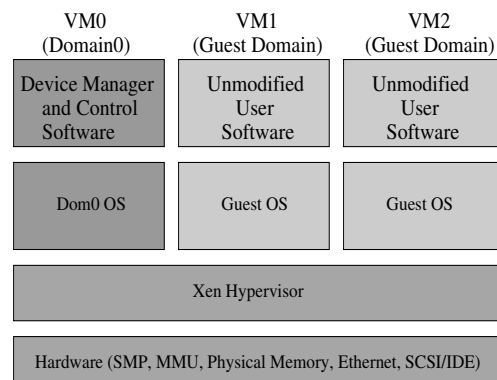 VM0
(Domain0)
VM1
(Guest Domain)
VM2
(Guest Domain)
Device Manager
and Control
Software
Unmodified
User
Software
Unmodified
User
Software
Dom0 OS
Guest OS
Guest OS
Xen Hypervisor
Hardware (SMP, MMU, Physical Memory, Ethernet, SCSI/IDE)